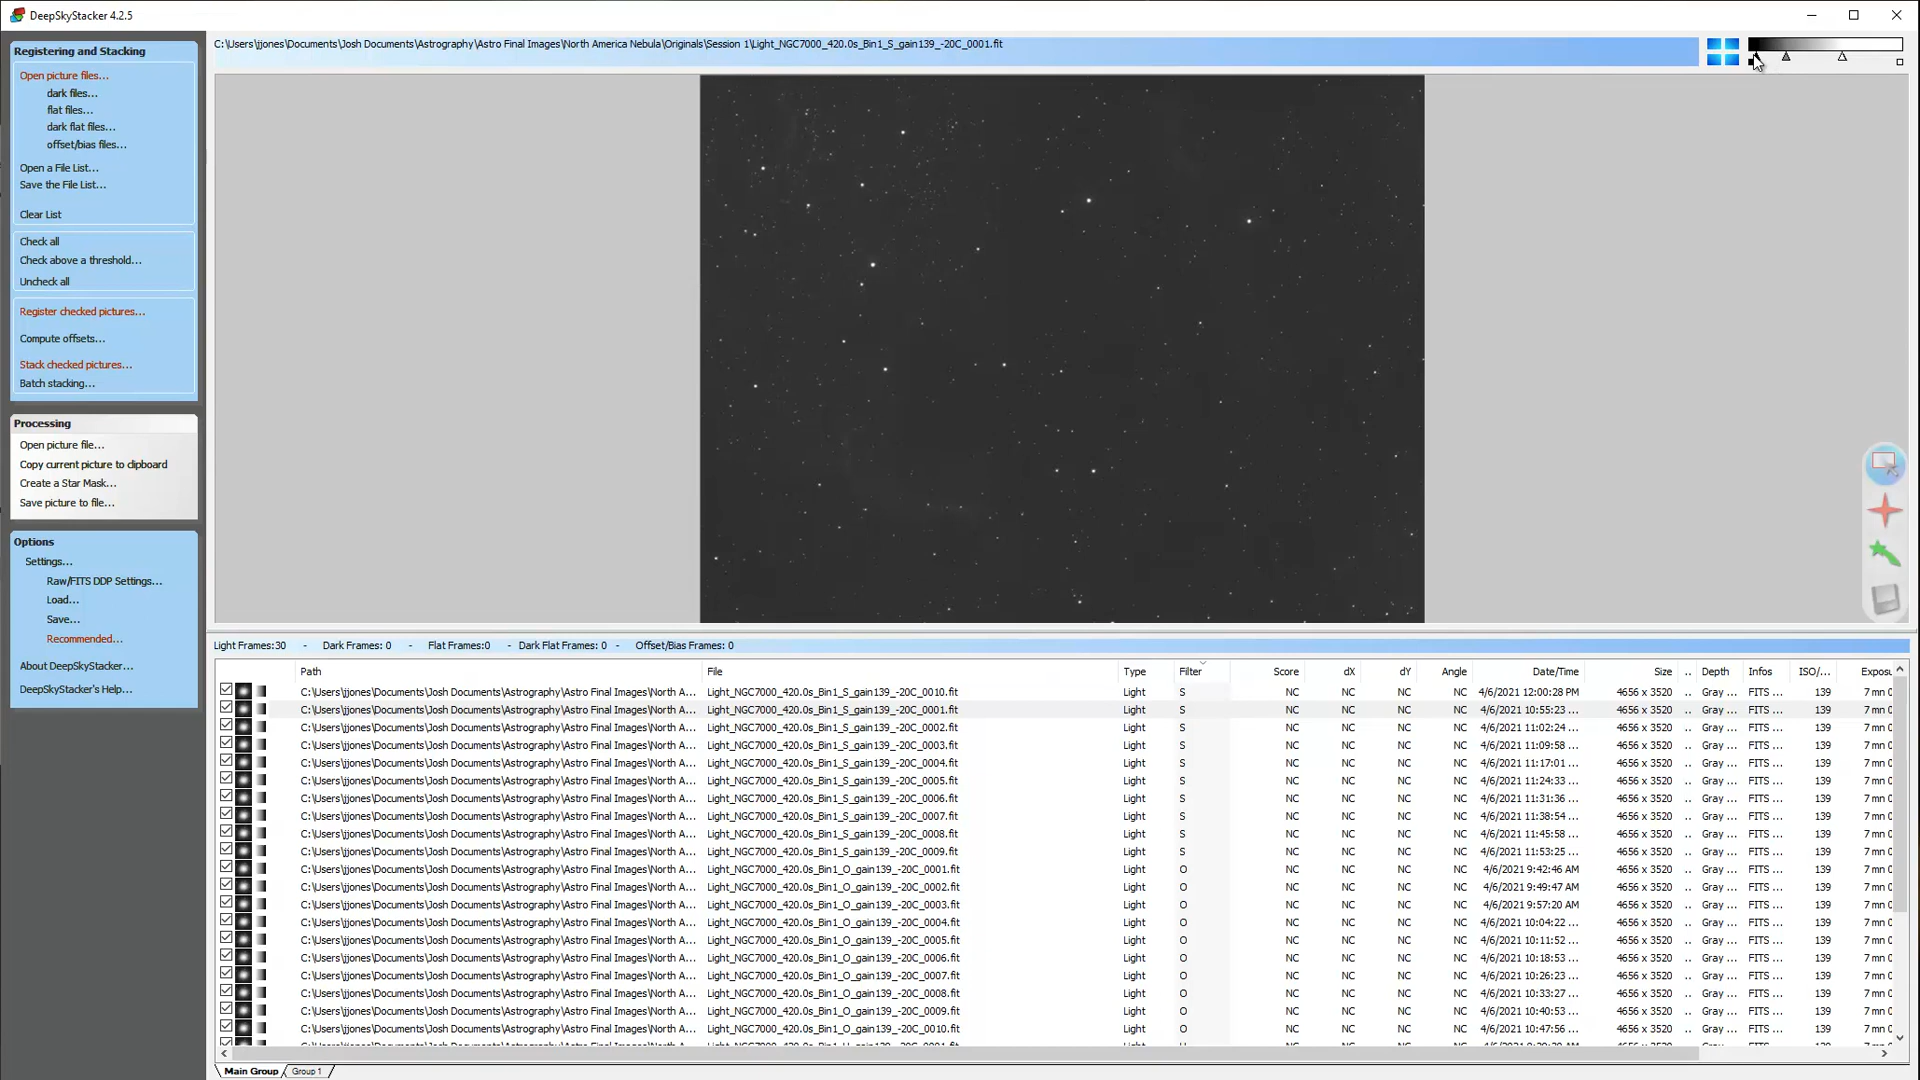 DeepSkyStacker 4.2.5
Registering and Stacking
Open picture files...
dark files...
flat files...
dark flat files...
offset/bias files...
Open a File List...
Save the File List...
Clear List
Check all
Check above a threshold...
Uncheck all
Register checked pictures...
Compute offsets...
Stack checked pictures...
Batch stacking...
Processing
Open picture file...
Copy current picture to clipboard
Create a Star Mask...
Save picture to file...
Options
Settings...
Raw/FITS DDP Settings...
Load...
Save...
Recommended...
About DeepSkyStacker...
DeepSkyStacker's Help...
C:\Users\jjones\Documents\Josh Documents\Astrography\Astro Final Images\North America Nebula\Originals\Session 1\Light_NGC7000_420.0s_Bin1_S_gain139_-20C_0001.fit
Light Frames:30 - Dark Frames: 0 - Flat Frames:0 - Dark Flat Frames: 0 - Offset/Bias Frames: 0
Path File Type Filter Score dX dY Angle Date/Time Size .. Depth Infos ISO/... Expos
C:\Users\jjones\Documents\Josh Documents\Astrography\Astro Final Images\North A... Light_NGC7000_420.0s_Bin1_S_gain139_-20C_0010.fit Light S NC NC NC NC 4/6/2021 12:00:28 PM 4656 x 3520 .. Gray ... FITS ... 139 7 mn 0
C:\Users\jjones\Documents\Josh Documents\Astrography\Astro Final Images\North A... Light_NGC7000_420.0s_Bin1_S_gain139_-20C_0001.fit Light S NC NC NC NC 4/6/2021 10:55:23 ... 4656 x 3520 .. Gray ... FITS ... 139 7 mn 0
C:\Users\jjones\Documents\Josh Documents\Astrography\Astro Final Images\North A... Light_NGC7000_420.0s_Bin1_S_gain139_-20C_0002.fit Light S NC NC NC NC 4/6/2021 11:02:24 ... 4656 x 3520 .. Gray ... FITS ... 139 7 mn 0
C:\Users\jjones\Documents\Josh Documents\Astrography\Astro Final Images\North A... Light_NGC7000_420.0s_Bin1_S_gain139_-20C_0003.fit Light S NC NC NC NC 4/6/2021 11:09:58 ... 4656 x 3520 .. Gray ... FITS ... 139 7 mn 0
C:\Users\jjones\Documents\Josh Documents\Astrography\Astro Final Images\North A... Light_NGC7000_420.0s_Bin1_S_gain139_-20C_0004.fit Light S NC NC NC NC 4/6/2021 11:17:01 ... 4656 x 3520 .. Gray ... FITS ... 139 7 mn 0
C:\Users\jjones\Documents\Josh Documents\Astrography\Astro Final Images\North A... Light_NGC7000_420.0s_Bin1_S_gain139_-20C_0005.fit Light S NC NC NC NC 4/6/2021 11:24:33 ... 4656 x 3520 .. Gray ... FITS ... 139 7 mn 0
C:\Users\jjones\Documents\Josh Documents\Astrography\Astro Final Images\North A... Light_NGC7000_420.0s_Bin1_S_gain139_-20C_0006.fit Light S NC NC NC NC 4/6/2021 11:31:36 ... 4656 x 3520 .. Gray ... FITS ... 139 7 mn 0
C:\Users\jjones\Documents\Josh Documents\Astrography\Astro Final Images\North A... Light_NGC7000_420.0s_Bin1_S_gain139_-20C_0007.fit Light S NC NC NC NC 4/6/2021 11:38:54 ... 4656 x 3520 .. Gray ... FITS ... 139 7 mn 0
C:\Users\jjones\Documents\Josh Documents\Astrography\Astro Final Images\North A... Light_NGC7000_420.0s_Bin1_S_gain139_-20C_0008.fit Light S NC NC NC NC 4/6/2021 11:45:58 ... 4656 x 3520 .. Gray ... FITS ... 139 7 mn 0
C:\Users\jjones\Documents\Josh Documents\Astrography\Astro Final Images\North A... Light_NGC7000_420.0s_Bin1_S_gain139_-20C_0009.fit Light S NC NC NC NC 4/6/2021 11:53:25 ... 4656 x 3520 .. Gray ... FITS ... 139 7 mn 0
C:\Users\jjones\Documents\Josh Documents\Astrography\Astro Final Images\North A... Light_NGC7000_420.0s_Bin1_O_gain139_-20C_0001.fit Light O NC NC NC NC 4/6/2021 9:42:46 AM 4656 x 3520 .. Gray ... FITS ... 139 7 mn 0
C:\Users\jjones\Documents\Josh Documents\Astrography\Astro Final Images\North A... Light_NGC7000_420.0s_Bin1_O_gain139_-20C_0002.fit Light O NC NC NC NC 4/6/2021 9:49:47 AM 4656 x 3520 .. Gray ... FITS ... 139 7 mn 0
C:\Users\jjones\Documents\Josh Documents\Astrography\Astro Final Images\North A... Light_NGC7000_420.0s_Bin1_O_gain139_-20C_0003.fit Light O NC NC NC NC 4/6/2021 9:57:20 AM 4656 x 3520 .. Gray ... FITS ... 139 7 mn 0
C:\Users\jjones\Documents\Josh Documents\Astrography\Astro Final Images\North A... Light_NGC7000_420.0s_Bin1_O_gain139_-20C_0004.fit Light O NC NC NC NC 4/6/2021 10:04:22 ... 4656 x 3520 .. Gray ... FITS ... 139 7 mn 0
C:\Users\jjones\Documents\Josh Documents\Astrography\Astro Final Images\North A... Light_NGC7000_420.0s_Bin1_O_gain139_-20C_0005.fit Light O NC NC NC NC 4/6/2021 10:11:52 ... 4656 x 3520 .. Gray ... FITS ... 139 7 mn 0
C:\Users\jjones\Documents\Josh Documents\Astrography\Astro Final Images\North A... Light_NGC7000_420.0s_Bin1_O_gain139_-20C_0006.fit Light O NC NC NC NC 4/6/2021 10:18:53 ... 4656 x 3520 .. Gray ... FITS ... 139 7 mn 0
C:\Users\jjones\Documents\Josh Documents\Astrography\Astro Final Images\North A... Light_NGC7000_420.0s_Bin1_O_gain139_-20C_0007.fit Light O NC NC NC NC 4/6/2021 10:26:23 ... 4656 x 3520 .. Gray ... FITS ... 139 7 mn 0
C:\Users\jjones\Documents\Josh Documents\Astrography\Astro Final Images\North A... Light_NGC7000_420.0s_Bin1_O_gain139_-20C_0008.fit Light O NC NC NC NC 4/6/2021 10:33:27 ... 4656 x 3520 .. Gray ... FITS ... 139 7 mn 0
C:\Users\jjones\Documents\Josh Documents\Astrography\Astro Final Images\North A... Light_NGC7000_420.0s_Bin1_O_gain139_-20C_0009.fit Light O NC NC NC NC 4/6/2021 10:40:53 ... 4656 x 3520 .. Gray ... FITS ... 139 7 mn 0
C:\Users\jjones\Documents\Josh Documents\Astrography\Astro Final Images\North A... Light_NGC7000_420.0s_Bin1_O_gain139_-20C_0010.fit Light O NC NC NC NC 4/6/2021 10:47:56 ... 4656 x 3520 .. Gray ... FITS ... 139 7 mn 0
Main Group Group 1